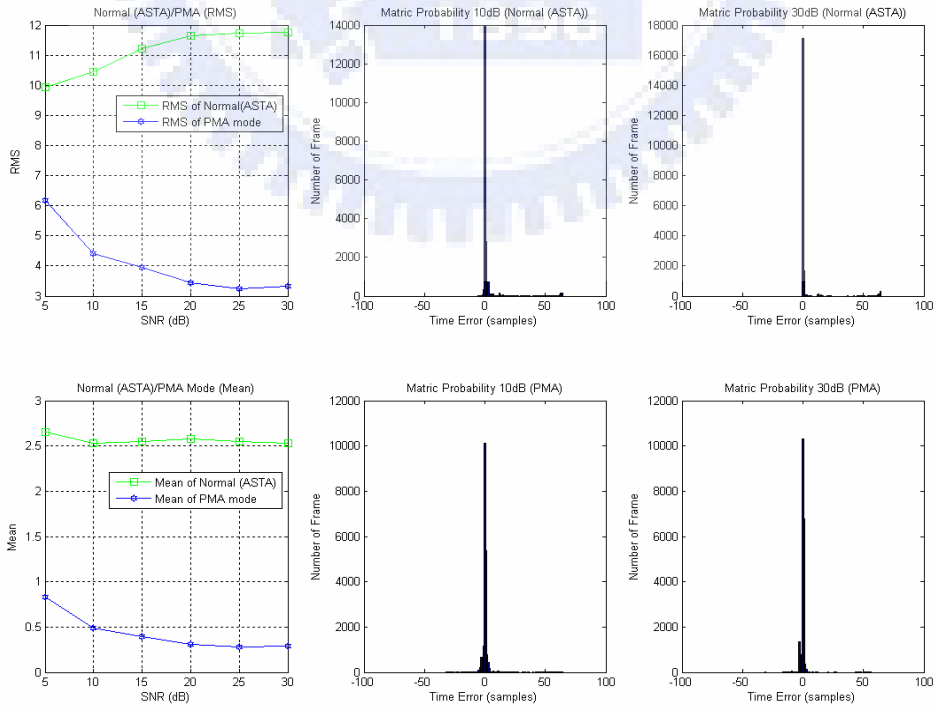 Normal (ASTA)/PMA (RMS)
12
11
10
9
8
7
6
5
4
3
RMS
RMS of Normal(ASTA)
RMS of PMA mode
5 10 15 20 25 30
SNR (dB)
Matric Probability 10dB (Normal (ASTA))
14000
12000
10000
8000
6000
4000
2000
0
Number of Frame
-100 -50 0 50 100
Time Error (samples)
Matric Probability 30dB (Normal (ASTA))
18000
16000
14000
12000
10000
8000
6000
4000
2000
0
Number of Frame
-100 -50 0 50 100
Time Error (samples)
Normal (ASTA)/PMA Mode (Mean)
3
2.5
2
1.5
1
0.5
0
Mean
Mean of Normal (ASTA)
Mean of PMA mode
5 10 15 20 25 30
SNR (dB)
Matric Probability 10dB (PMA)
12000
10000
8000
6000
4000
2000
0
Number of Frame
-100 -50 0 50 100
Time Error (samples)
Matric Probability 30dB (PMA)
12000
10000
8000
6000
4000
2000
0
Number of Frame
-100 -50 0 50 100
Time Error (samples)